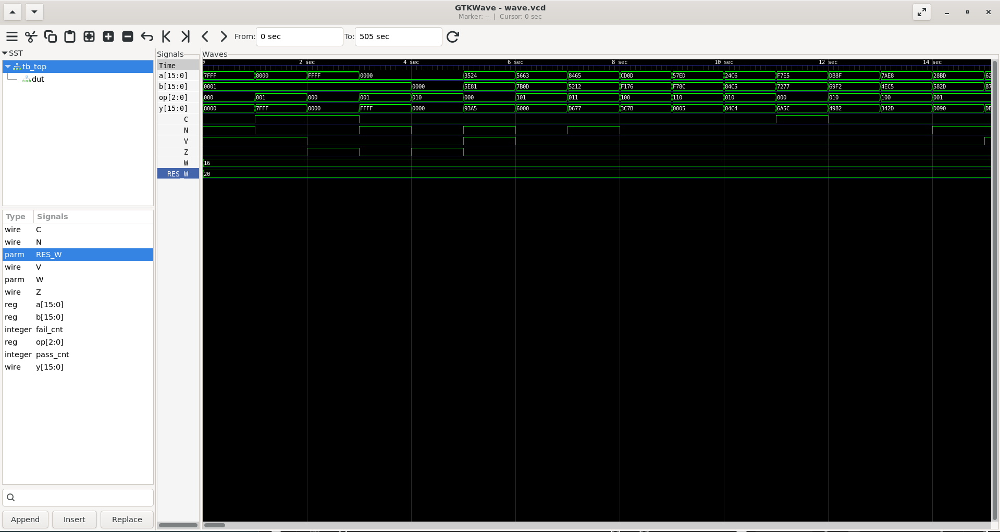 GTKWave - wave.vcd
Marker: -- | Cursor: 0 sec
From: 0 sec To: 505 sec
SST
tb_top
dut
Type Signals
wire C
wire N
parm RES_W
wire V
parm W
wire Z
reg a[15:0]
reg b[15:0]
integer fail_cnt
reg op[2:0]
integer pass_cnt
wire y[15:0]
Append Insert Replace
Signals
Time
a[15:0]
b[15:0]
op[2:0]
y[15:0]
C
N
V
Z
W
RES_W
Waves
0 2 sec 4 sec 6 sec 8 sec 10 sec 12 sec 14 sec
7FFF 8000 FFFF 0000 3524 5663 8465 CD0D 57ED 24C6 F7E5 DB8F 7AE8 28BD 62
0001 0000 5E81 7B0D 5212 F176 F78C 84C5 7277 69F2 4EC5 582D 87
000 001 000 001 010 000 101 011 100 110 010 000 010 100 001
8000 7FFF 0000 FFFF 0000 93A5 6000 D677 3C7B 0005 04C4 6A5C 4982 342D D090 DB
16
20